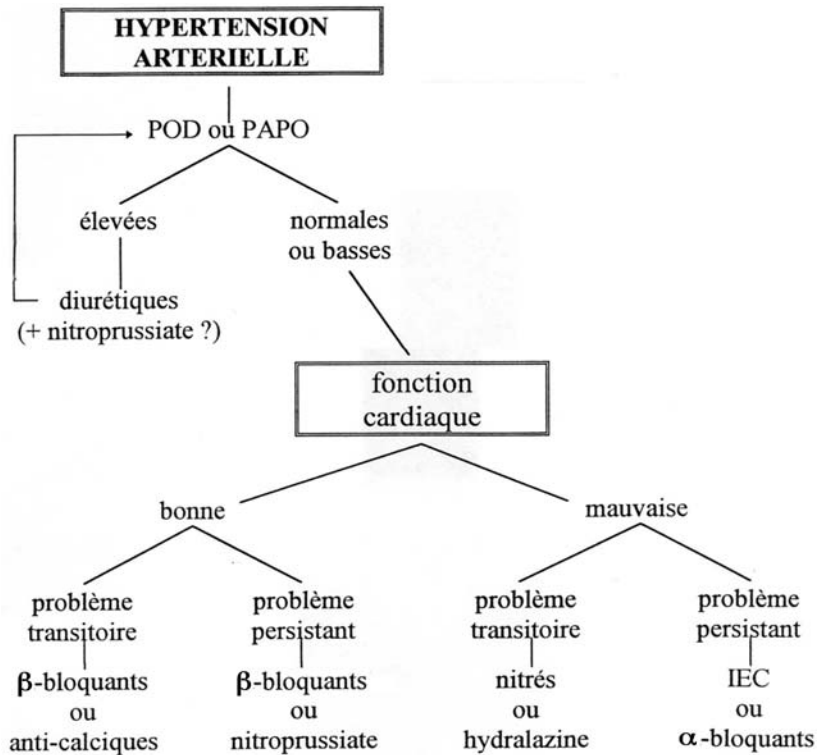 HYPERTENSION
ARTERIELLE
POD ou PAPO
élevées
normales
ou basses
diurétiques
(+ nitroprussiate ?)
fonction
cardiaque
bonne
mauvaise
problème
transitoire
problème
persistant
problème
transitoire
problème
persistant
β-bloquants
ou
anti-calciques
β-bloquants
ou
nitroprussiate
nitrés
ou
hydralazine
IEC
ou
α-bloquants